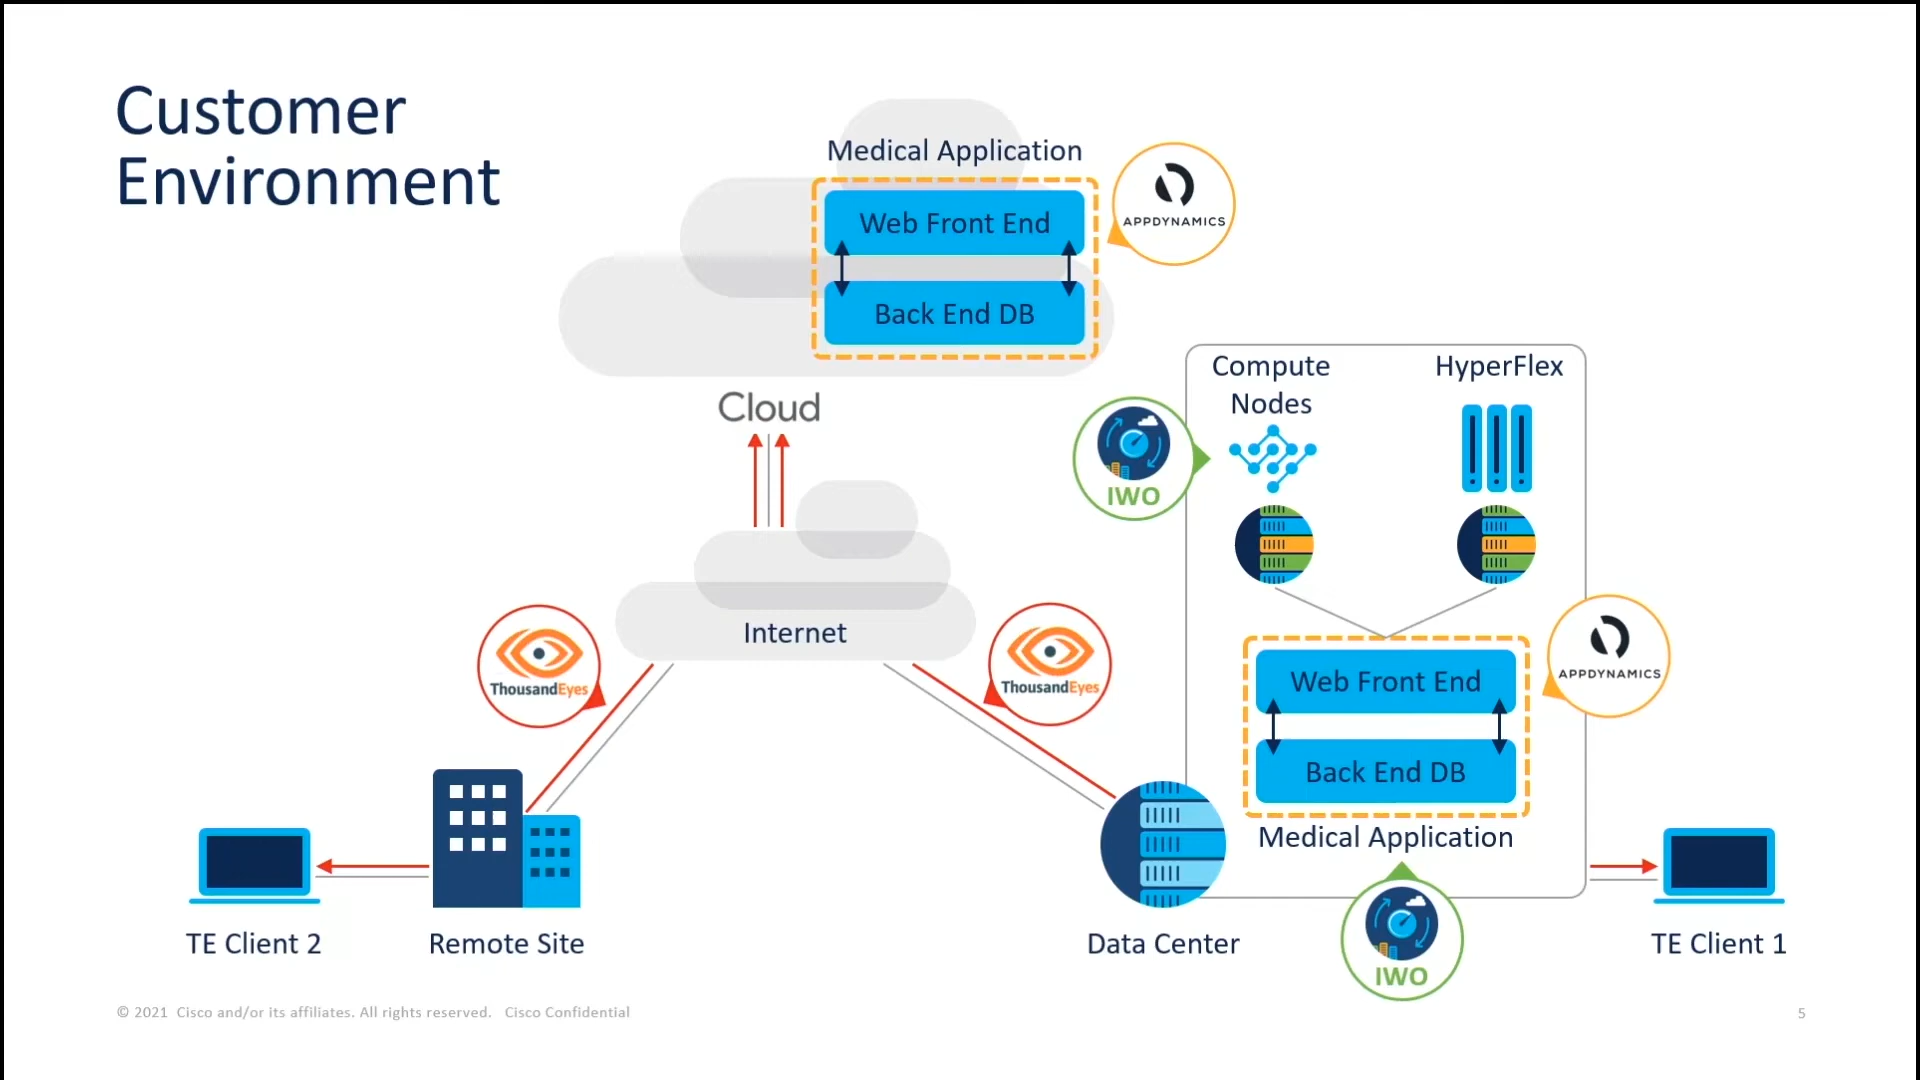 Customer
Environment
Medical Application
Web Front End
Back End DB
APPDYNAMICS
Cloud
Compute
Nodes
HyperFlex
IWO
Internet
ThousandEyes
ThousandEyes
Web Front End
Back End DB
Medical Application
APPDYNAMICS
IWO
TE Client 2
Remote Site
Data Center
TE Client 1
© 2021 Cisco and/or its affiliates. All rights reserved. Cisco Confidential
5